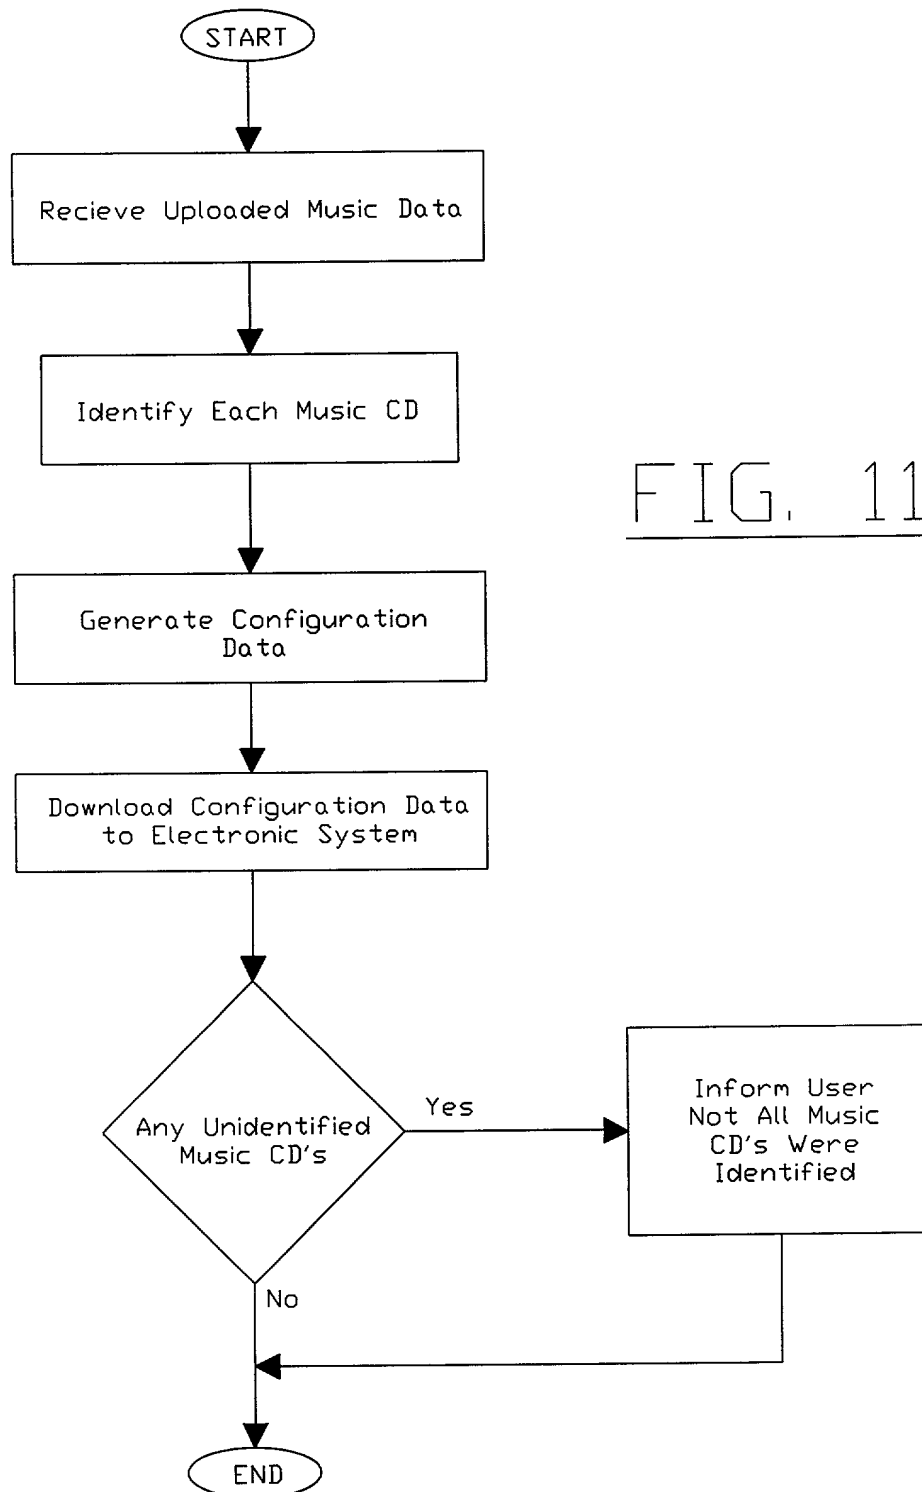 START
Recieve Uploaded Music Data
Identify Each Music CD
FIG. 11
Generate Configuration
Data
Download Configuration Data
to Electronic System
Any Unidentified
Music CD's
Yes
Inform User
Not All Music
CD's Were
Identified
No
END